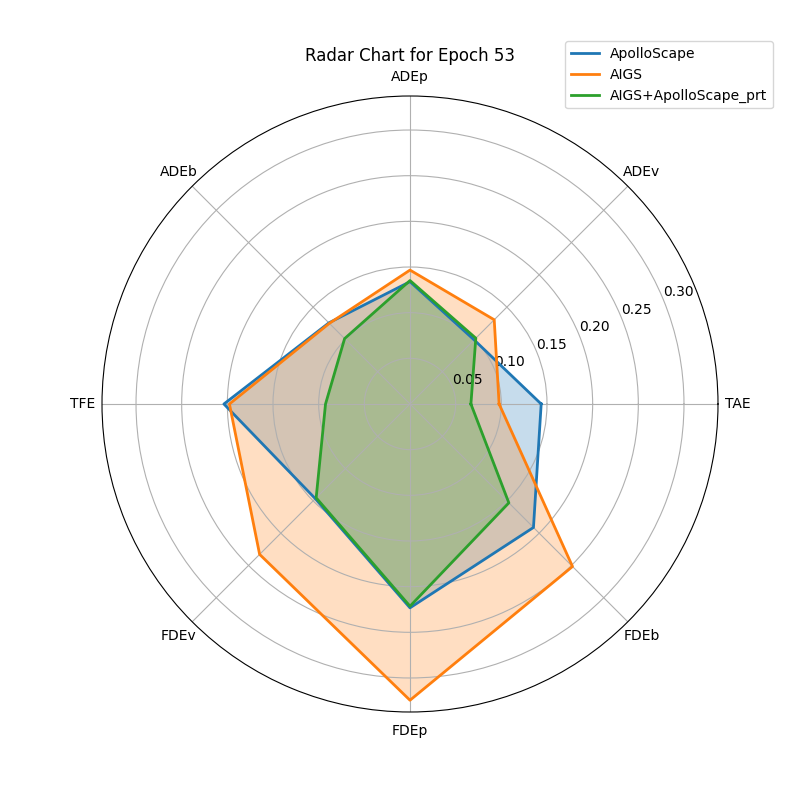 Radar Chart for Epoch 53
ApolloScape
AIGS
AIGS+ApolloScape_prt
ADEp
ADEb
ADEv
0.30
0.25
0.20
0.15
0.10
0.05
TFE
TAE
FDEv
FDEb
FDEp